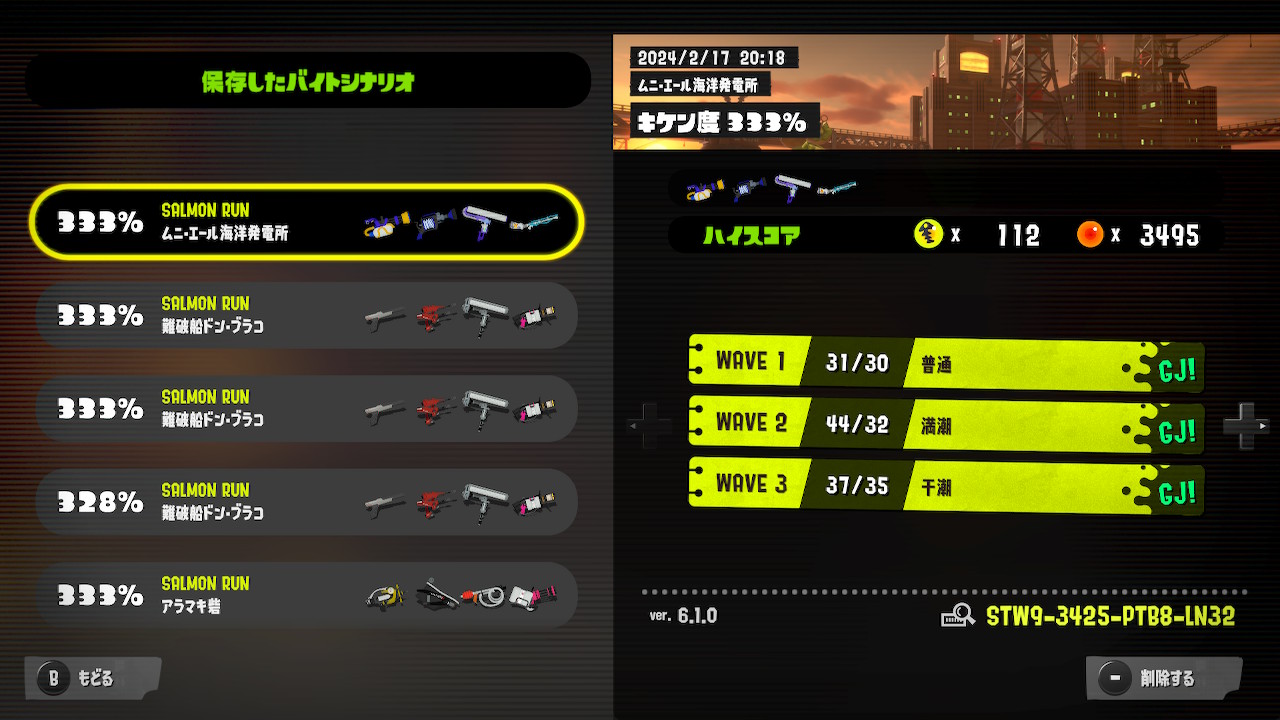 保存したバイトシナリオ
333%
SALMON RUN
ムニ・エール海洋発電所
333%
SALMON RUN
難破船ドン・ブラコ
333%
SALMON RUN
難破船ドン・ブラコ
328%
SALMON RUN
難破船ドン・ブラコ
333%
SALMON RUN
アラマキ砦
B もどる
2024/2/17 20:18
ムニ・エール海洋発電所
キケン度 333%
ハイスコア x 112 x 3495
WAVE 1 31/30 普通 GJ!
WAVE 2 44/32 満潮 GJ!
WAVE 3 37/35 干潮 GJ!
ver. 6.1.0 STW9-3425-PTB8-LN32
- 削除する